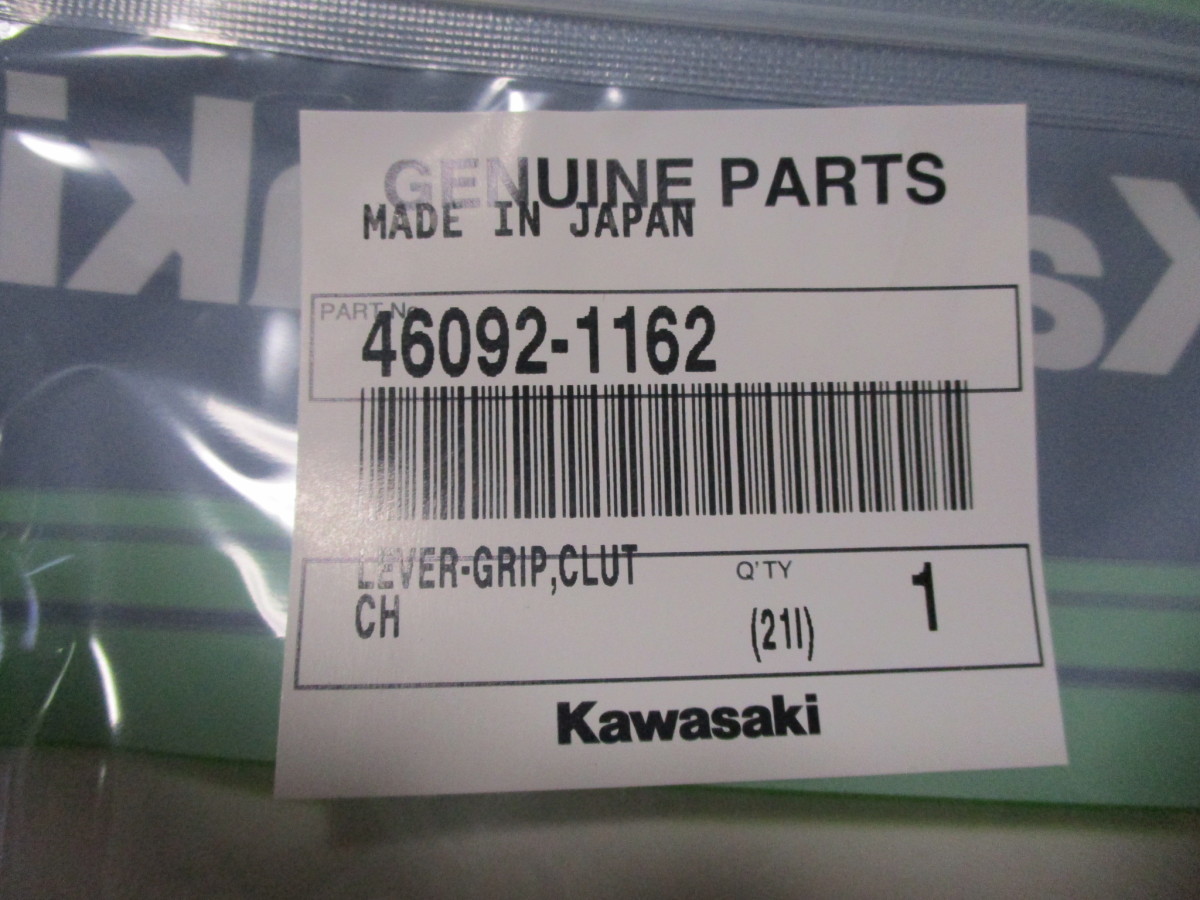 GENUINE PARTS
MADE IN JAPAN
PART No.
46092-1162
LEVER-GRIP,CLUT
CH
Q'TY
(21I)
1
Kawasaki